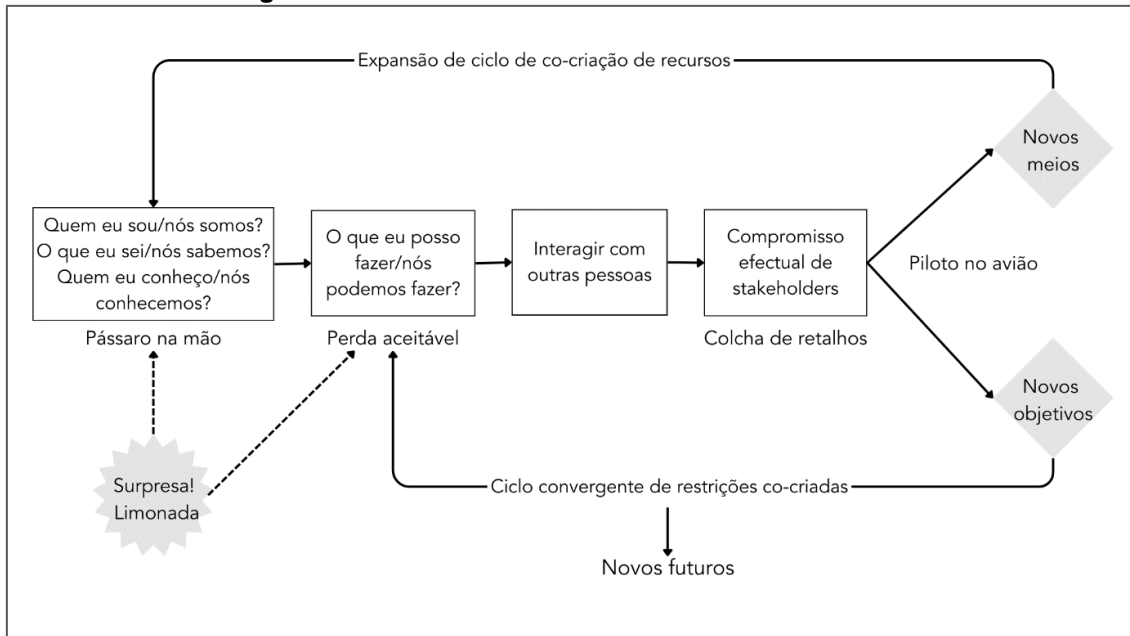 Expansão de ciclo de co-criação de recursos
Novos
meios
Quem eu sou/nós somos?
O que eu sei/nós sabemos?
Quem eu conheço/nós
conhecemos?
O que eu posso
fazer/nós
podemos fazer?
Interagir com
outras pessoas
Compromisso
efectual de
stakeholders
Piloto no avião
Pássaro na mão
Perda aceitável
Colcha de retalhos
Novos
objetivos
Surpresa!
Limonada
Ciclo convergente de restrições co-criadas
Novos futuros